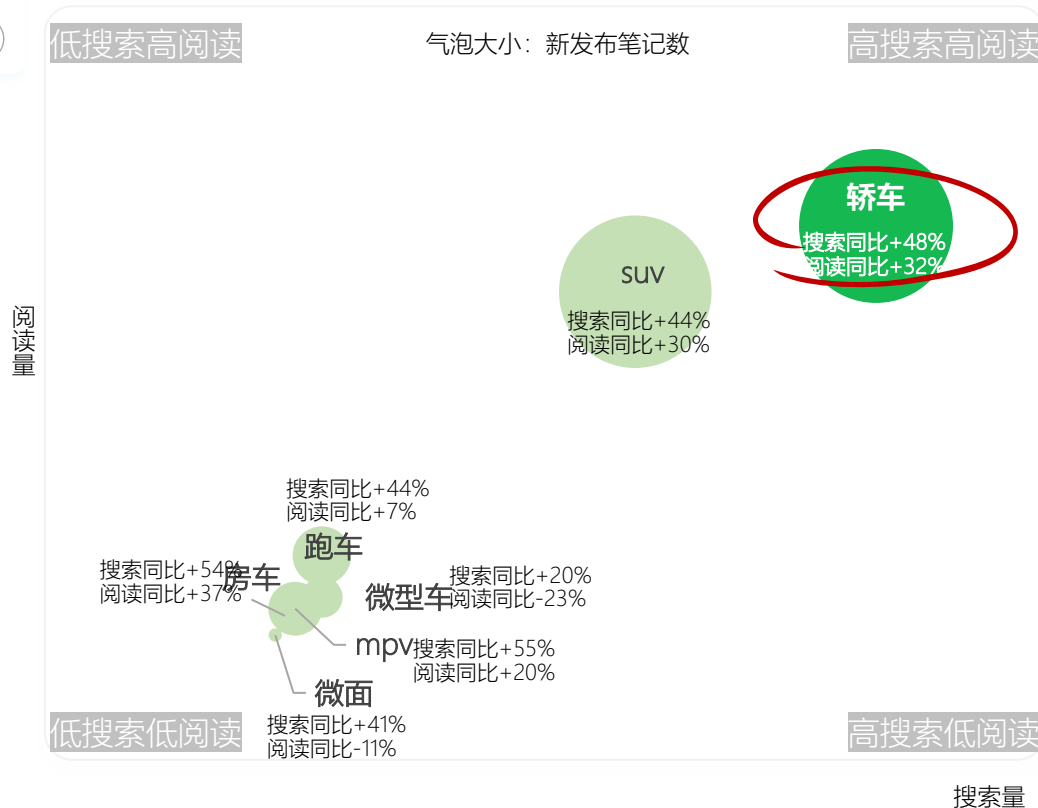 低搜索高阅读
气泡大小：新发布笔记数
高搜索高阅读
轿车
搜索同比+48%
阅读同比+32%
suv
搜索同比+44%
阅读同比+30%
阅读量
搜索同比+44%
阅读同比+7%
跑车
搜索同比+54%
阅读同比+37%
房车
微型车
搜索同比+20%
阅读同比-23%
mpv
搜索同比+55%
阅读同比+20%
微面
搜索同比+41%
阅读同比-11%
低搜索低阅读
高搜索低阅读
搜索量